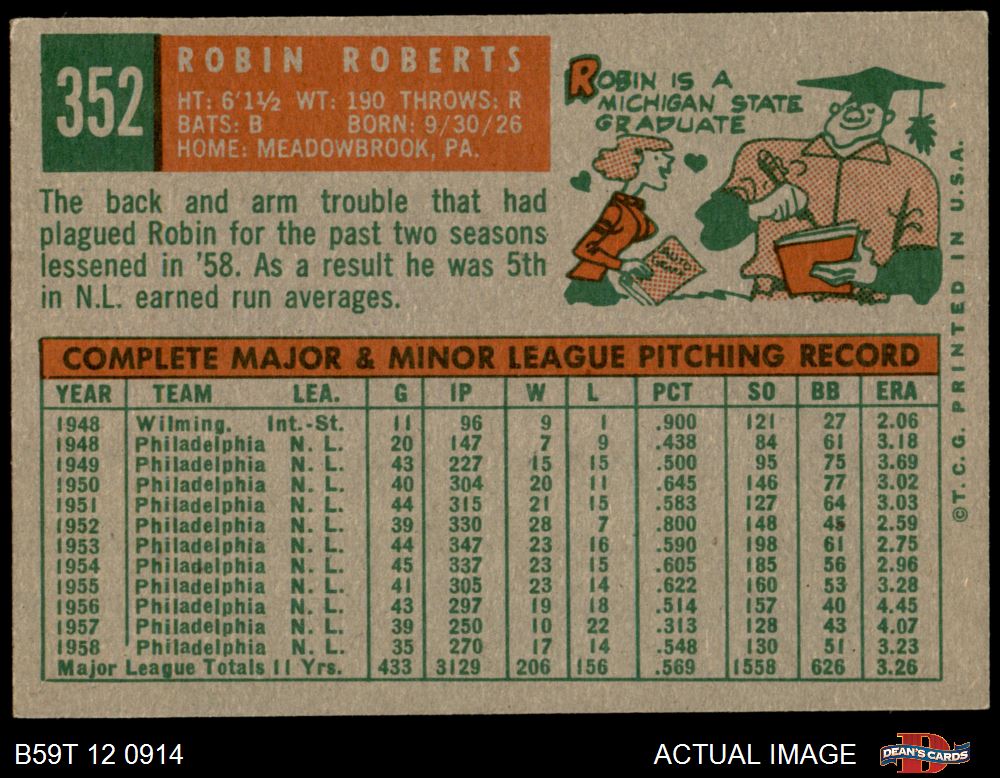 352
ROBIN ROBERTS
HT: 6'1½ WT: 190 THROWS: R
BATS: B BORN: 9/30/26
HOME: MEADOWBROOK, PA.
ROBIN IS A
MICHIGAN STATE
GRADUATE
The back and arm trouble that had
plagued Robin for the past two seasons
lessened in '58. As a result he was 5th
in N.L. earned run averages.
COMPLETE MAJOR & MINOR LEAGUE PITCHING RECORD
YEAR TEAM LEA. G IP W L PCT SO BB ERA
1948 Wilming. Int.-St. 11 96 9 1 .900 121 27 2.06
1948 Philadelphia N. L. 20 147 7 9 .438 84 61 3.18
1949 Philadelphia N. L. 43 227 15 15 .500 95 75 3.69
1950 Philadelphia N. L. 40 304 20 11 .645 146 77 3.02
1951 Philadelphia N. L. 44 315 21 15 .583 127 64 3.03
1952 Philadelphia N. L. 39 330 28 7 .800 148 45 2.59
1953 Philadelphia N. L. 44 347 23 16 .590 198 61 2.75
1954 Philadelphia N. L. 45 337 23 15 .605 185 56 2.96
1955 Philadelphia N. L. 41 305 23 14 .622 160 53 3.28
1956 Philadelphia N. L. 43 297 19 18 .514 157 40 4.45
1957 Philadelphia N. L. 39 250 10 22 .313 128 43 4.07
1958 Philadelphia N. L. 35 270 17 14 .548 130 51 3.23
Major League Totals 11 Yrs. 433 3129 206 156 .569 1558 626 3.26
©T. C. G. PRINTED IN U.S.A.
B59T 12 0914
ACTUAL IMAGE
D
DEAN'S CARDS